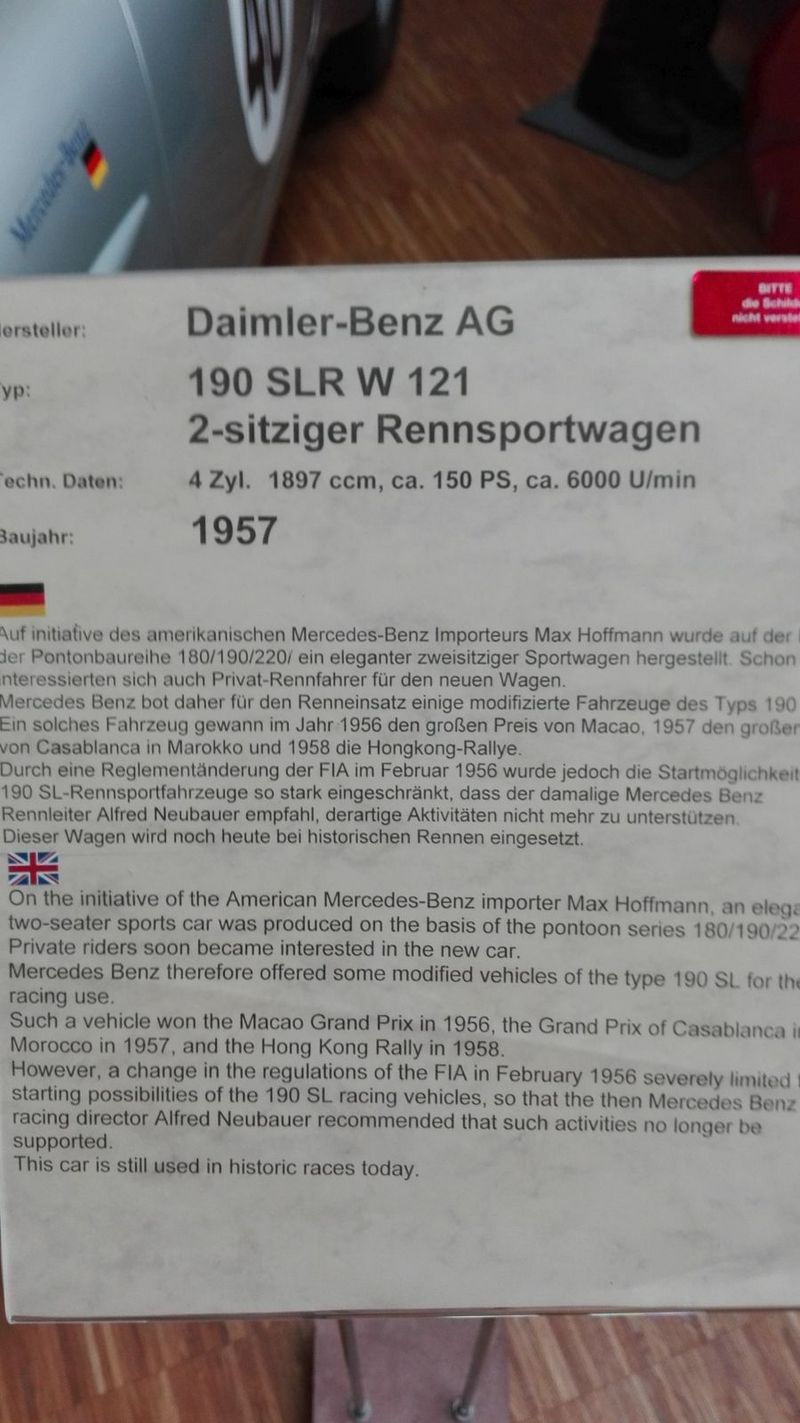 Mercedes-Benz
Daimler-Benz AG
190 SLR W 121
2-sitziger Rennsportwagen
4 Zyl. 1897 ccm, ca. 150 PS, ca. 6000 U/min
1957
BITTE
die Schild
nicht verste
ersteller:
yp:
echn. Daten:
Baujahr:
Auf initiative des amerikanischen Mercedes-Benz Importeurs Max Hoffmann wurde auf der
der Pontonbaureihe 180/190/220/ ein eleganter zweisitziger Sportwagen hergestellt. Schon
nteressierten sich auch Privat-Rennfahrer für den neuen Wagen.
Mercedes Benz bot daher für den Renneinsatz einige modifizierte Fahrzeuge des Typs 190
Ein solches Fahrzeug gewann im Jahr 1956 den großen Preis von Macao, 1957 den großer
von Casablanca in Marokko und 1958 die Hongkong-Rallye.
Durch eine Reglementänderung der FIA im Februar 1956 wurde jedoch die Startmöglichkeit
190 SL-Rennsportfahrzeuge so stark eingeschränkt, dass der damalige Mercedes Benz
Rennleiter Alfred Neubauer empfahl, derartige Aktivitäten nicht mehr zu unterstützen.
Dieser Wagen wird noch heute bei historischen Rennen eingesetzt.
On the initiative of the American Mercedes-Benz importer Max Hoffmann, an elega
two-seater sports car was produced on the basis of the pontoon series 180/190/22
Private riders soon became interested in the new car.
Mercedes Benz therefore offered some modified vehicles of the type 190 SL for the
racing use.
Such a vehicle won the Macao Grand Prix in 1956, the Grand Prix of Casablanca i
Morocco in 1957, and the Hong Kong Rally in 1958.
However, a change in the regulations of the FIA in February 1956 severely limited
starting possibilities of the 190 SL racing vehicles, so that the then Mercedes Benz
racing director Alfred Neubauer recommended that such activities no longer be
supported.
This car is still used in historic races today.